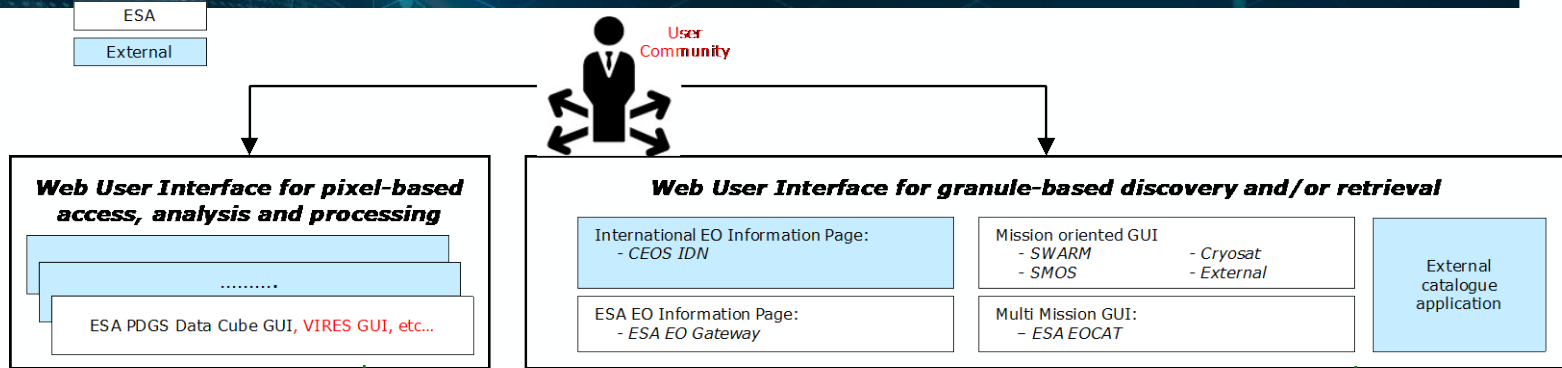 ESA
External
User
Community
Web User Interface for pixel-based
access, analysis and processing
……….
ESA PDGS Data Cube GUI, VIRES GUI, etc…
Web User Interface for granule-based discovery and/or retrieval
International EO Information Page:
- CEOS IDN
Mission oriented GUI
- SWARM - Cryosat
- SMOS - External
ESA EO Information Page:
- ESA EO Gateway
Multi Mission GUI:
– ESA EOCAT
External
catalogue
application